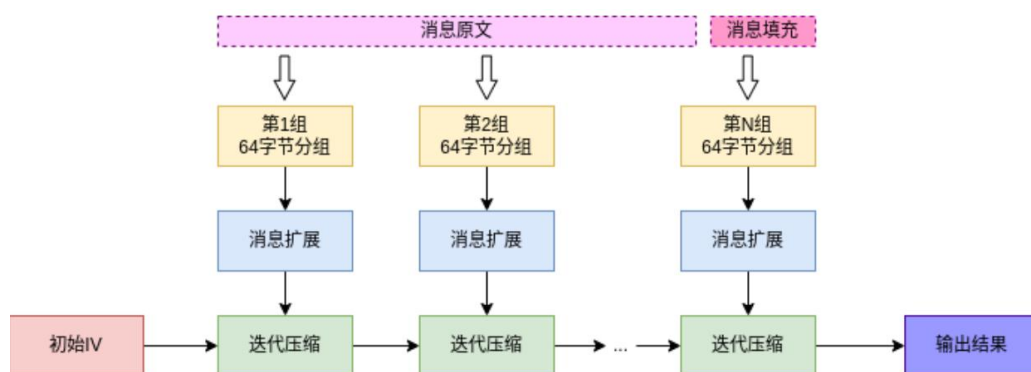 消息原文
消息填充
第1组
64字节分组
第2组
64字节分组
第N组
64字节分组
消息扩展
消息扩展
消息扩展
初始IV
迭代压缩
迭代压缩
...
迭代压缩
输出结果